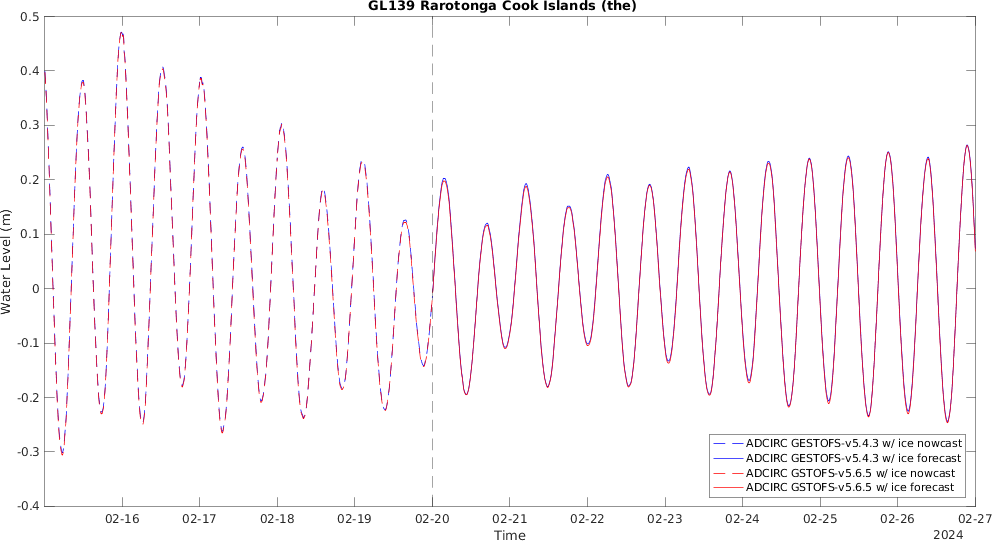 GL139 Rarotonga Cook Islands (the)
0.5
0.4
0.3
0.2
0.1
0
-0.1
-0.2
-0.3
-0.4
Water Level (m)
ADCIRC GESTOFS-v5.4.3 w/ ice nowcast
ADCIRC GESTOFS-v5.4.3 w/ ice forecast
ADCIRC GSTOFS-v5.6.5 w/ ice nowcast
ADCIRC GSTOFS-v5.6.5 w/ ice forecast
02-16 02-17 02-18 02-19 02-20 02-21 02-22 02-23 02-24 02-25 02-26 02-27
Time
2024